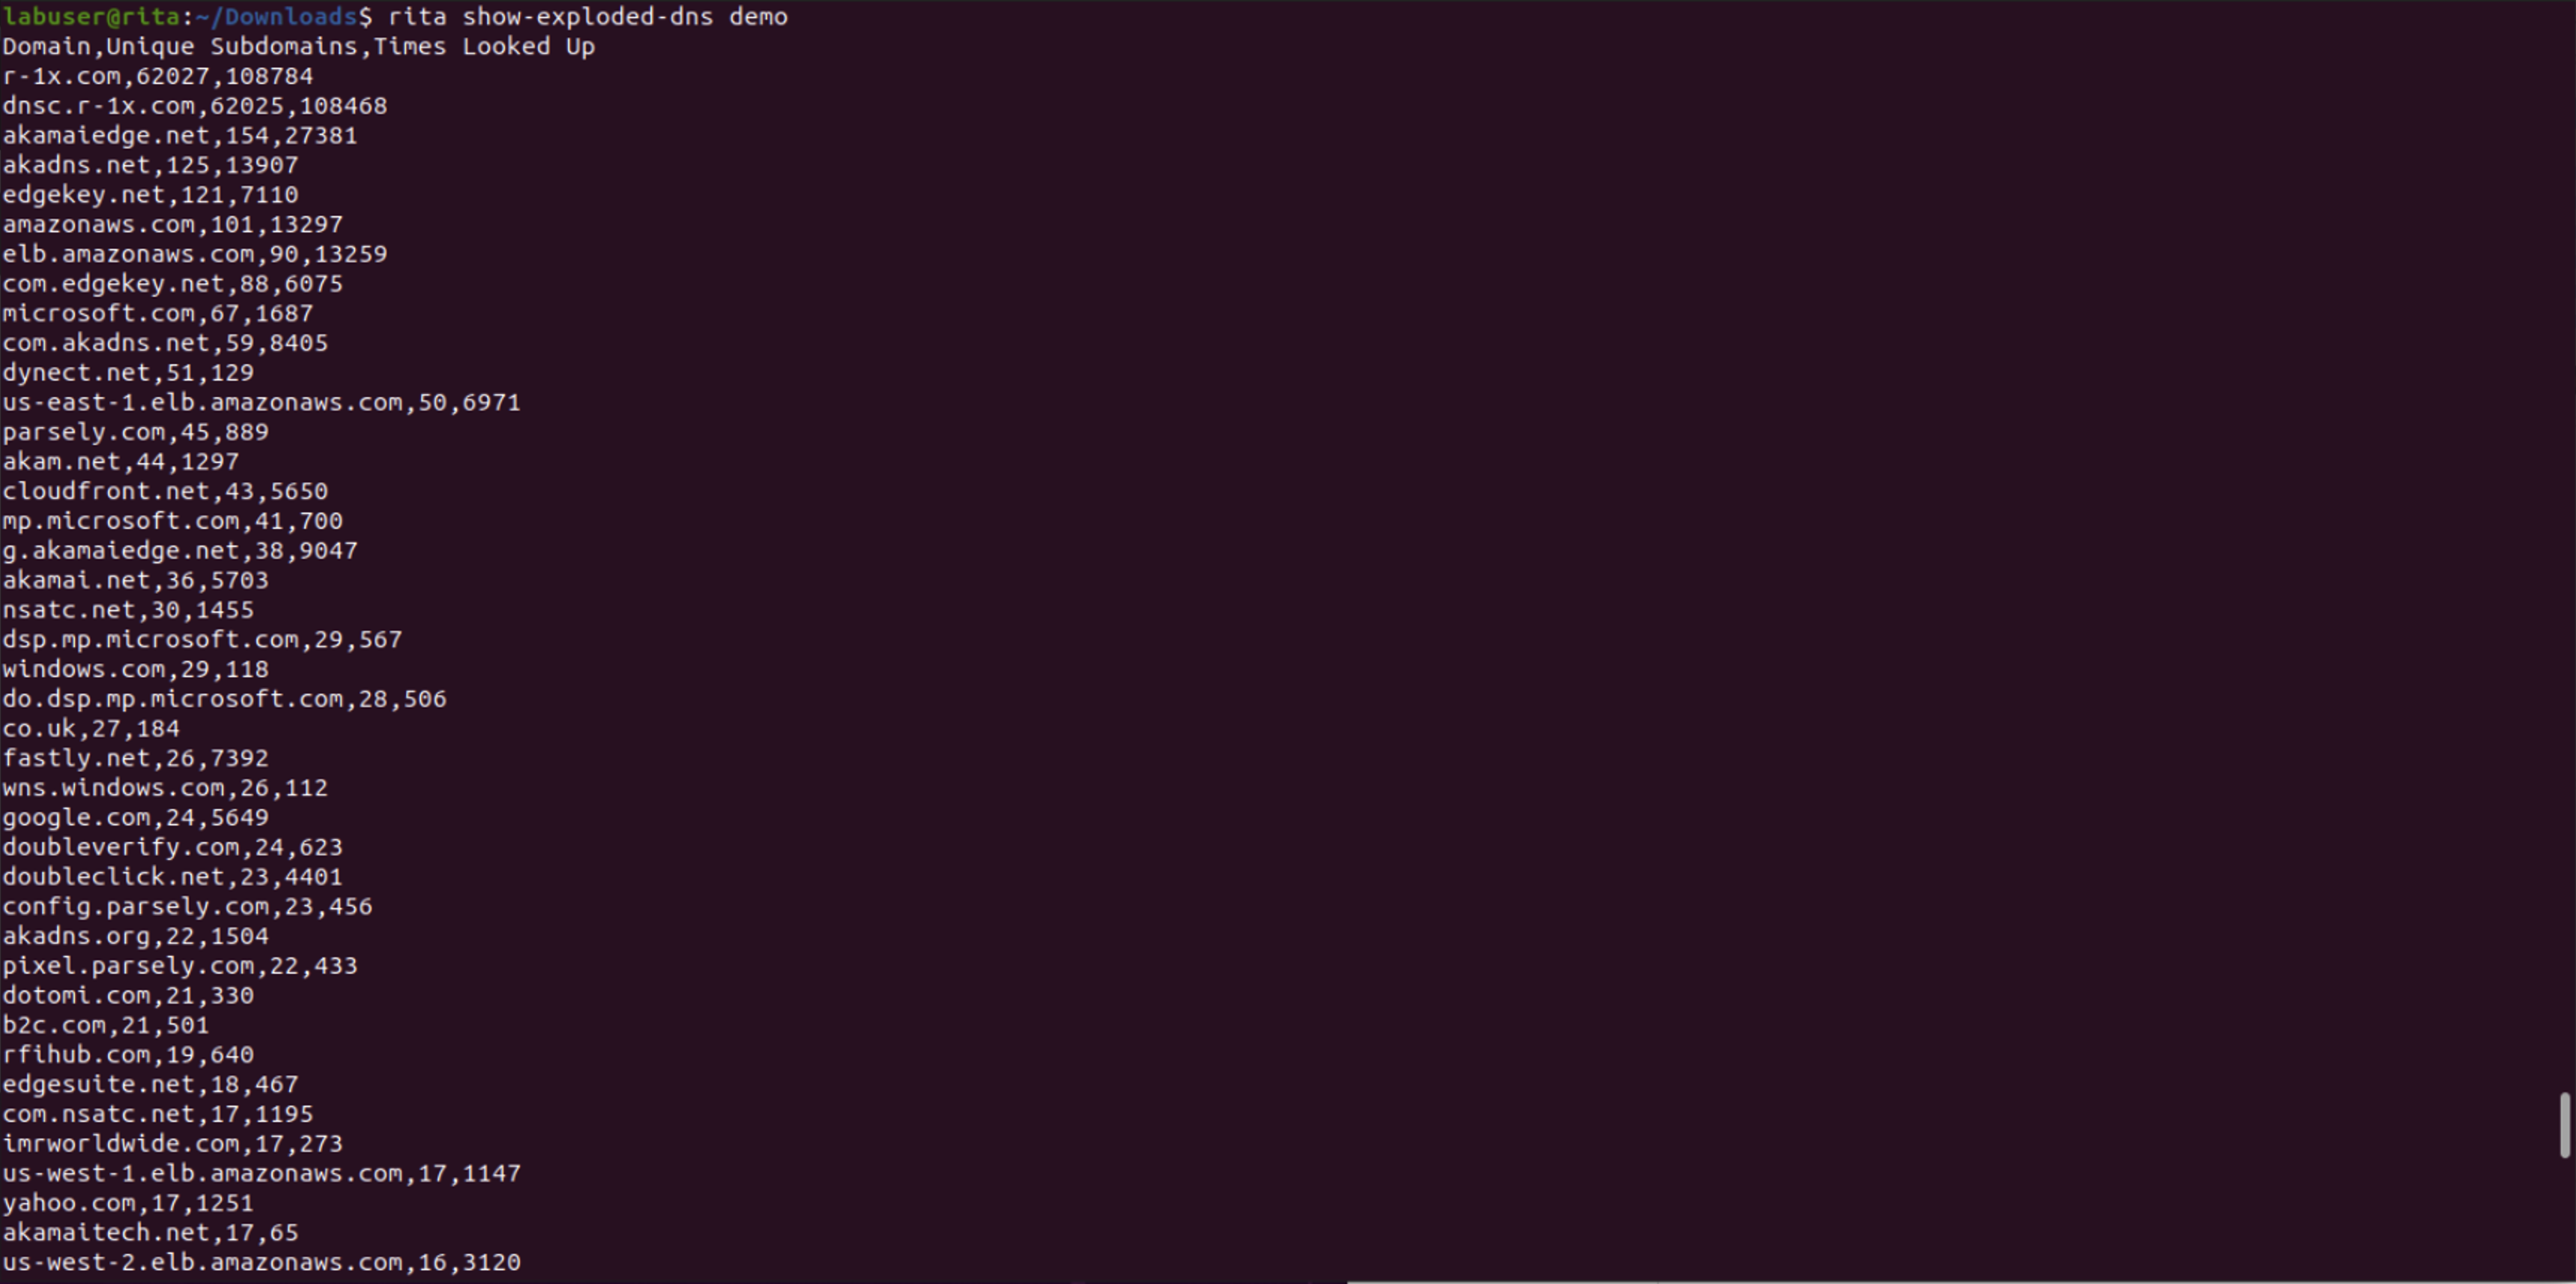 labuser@rita:~/Downloads$ rita show-exploded-dns demo
Domain,Unique Subdomains,Times Looked Up
r-1x.com,62027,108784
dnsc.r-1x.com,62025,108468
akamaiedge.net,154,27381
akadns.net,125,13907
edgekey.net,121,7110
amazonaws.com,101,13297
elb.amazonaws.com,90,13259
com.edgekey.net,88,6075
microsoft.com,67,1687
com.akadns.net,59,8405
dynect.net,51,129
us-east-1.elb.amazonaws.com,50,6971
parsely.com,45,889
akam.net,44,1297
cloudfront.net,43,5650
mp.microsoft.com,41,700
g.akamaiedge.net,38,9047
akamai.net,36,5703
nsatc.net,30,1455
dsp.mp.microsoft.com,29,567
windows.com,29,118
do.dsp.mp.microsoft.com,28,506
co.uk,27,184
fastly.net,26,7392
wns.windows.com,26,112
google.com,24,5649
doubleverify.com,24,623
doubleclick.net,23,4401
config.parsely.com,23,456
akadns.org,22,1504
pixel.parsely.com,22,433
dotomi.com,21,330
b2c.com,21,501
rfihub.com,19,640
edgesuite.net,18,467
com.nsatc.net,17,1195
imrworldwide.com,17,273
us-west-1.elb.amazonaws.com,17,1147
yahoo.com,17,1251
akamaitech.net,17,65
us-west-2.elb.amazonaws.com,16,3120